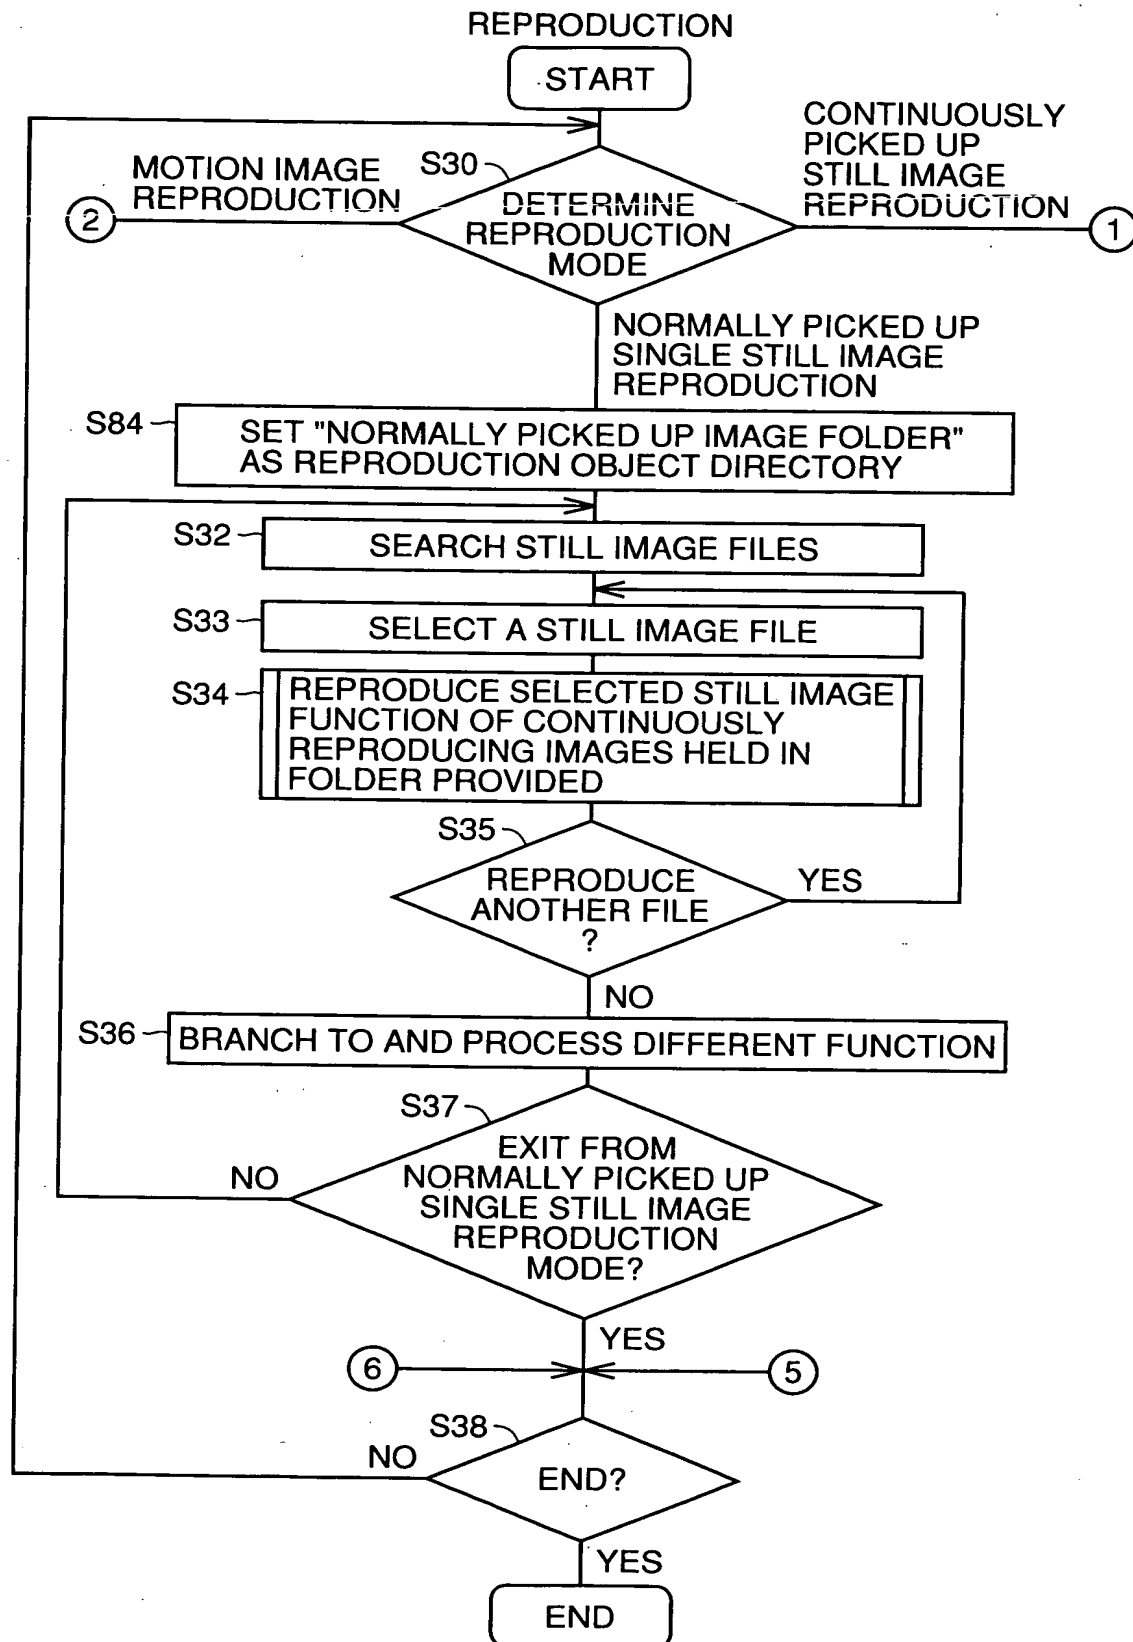 REPRODUCTION
START
CONTINUOUSLY
PICKED UP
STILL IMAGE
REPRODUCTION
MOTION IMAGE
REPRODUCTION
S30
2
DETERMINE
REPRODUCTION
MODE
1
NORMALLY PICKED UP
SINGLE STILL IMAGE
REPRODUCTION
S84
SET "NORMALLY PICKED UP IMAGE FOLDER"
AS REPRODUCTION OBJECT DIRECTORY
S32
SEARCH STILL IMAGE FILES
S33
SELECT A STILL IMAGE FILE
S34
REPRODUCE SELECTED STILL IMAGE
FUNCTION OF CONTINUOUSLY
REPRODUCING IMAGES HELD IN
FOLDER PROVIDED
S35
REPRODUCE
ANOTHER FILE
?
YES
NO
S36
BRANCH TO AND PROCESS DIFFERENT FUNCTION
S37
EXIT FROM
NORMALLY PICKED UP
SINGLE STILL IMAGE
REPRODUCTION
MODE?
NO
YES
6
5
S38
NO
END?
YES
END